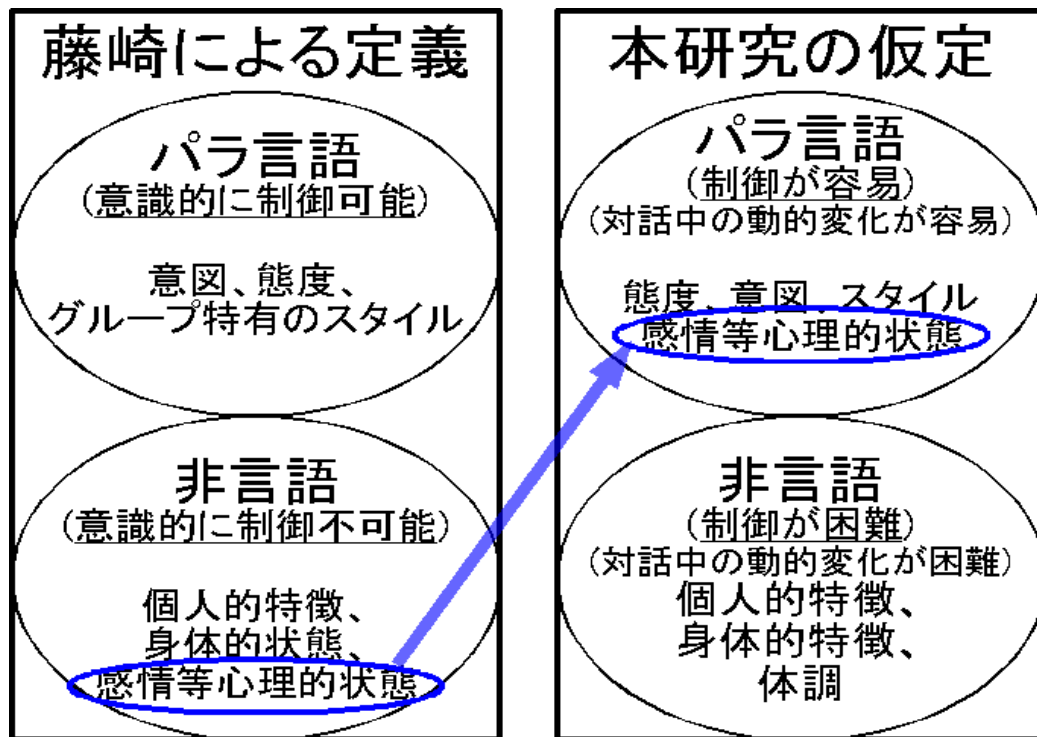 藤崎による定義
パラ言語
(意識的に制御可能)
意図、態度、
グループ特有のスタイル
非言語
(意識的に制御不可能)
個人的特徴、
身体的状態、
感情等心理的状態
本研究の仮定
パラ言語
(制御が容易)
(対話中の動的変化が容易)
態度、意図、スタイル
感情等心理的状態
非言語
(制御が困難)
(対話中の動的変化が困難)
個人的特徴、
身体的特徴、
体調